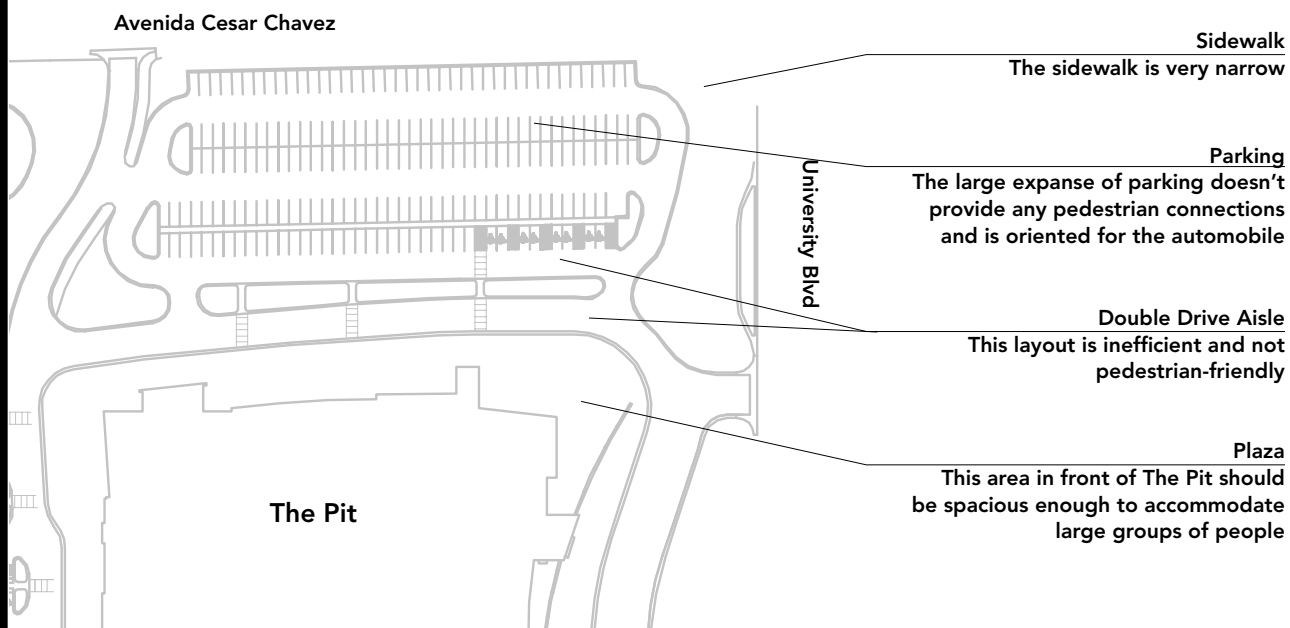 Avenida Cesar Chavez
Sidewalk
The sidewalk is very narrow
Parking
The large expanse of parking doesn’t
provide any pedestrian connections
and is oriented for the automobile
University Blvd
Double Drive Aisle
This layout is inefficient and not
pedestrian-friendly
Plaza
This area in front of The Pit should
be spacious enough to accommodate
large groups of people
The Pit